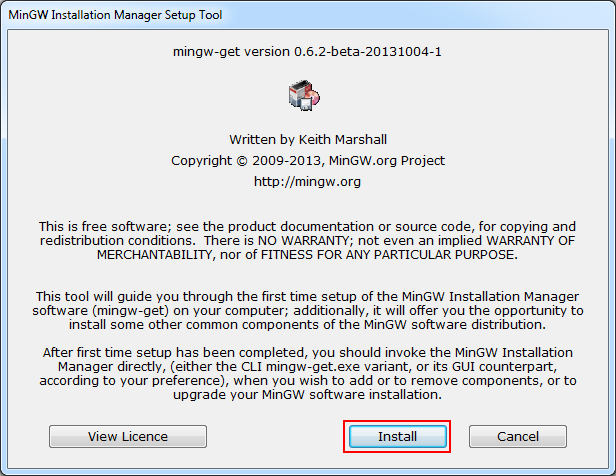 MinGW Installation Manager Setup Tool
mingw-get version 0.6.2-beta-20131004-1
Written by Keith Marshall
Copyright © 2009-2013, MinGW.org Project
http://mingw.org
This is free software; see the product documentation or source code, for copying and
redistribution conditions.  There is NO WARRANTY; not even an implied WARRANTY OF
MERCHANTABILITY, nor of FITNESS FOR ANY PARTICULAR PURPOSE.
This tool will guide you through the first time setup of the MinGW Installation Manager
software (mingw-get) on your computer; additionally, it will offer you the opportunity to
install some other common components of the MinGW software distribution.
After first time setup has been completed, you should invoke the MinGW Installation
Manager directly, (either the CLI mingw-get.exe variant, or its GUI counterpart,
according to your preference), when you wish to add or to remove components, or to
upgrade your MinGW software installation.
View Licence
Install
Cancel